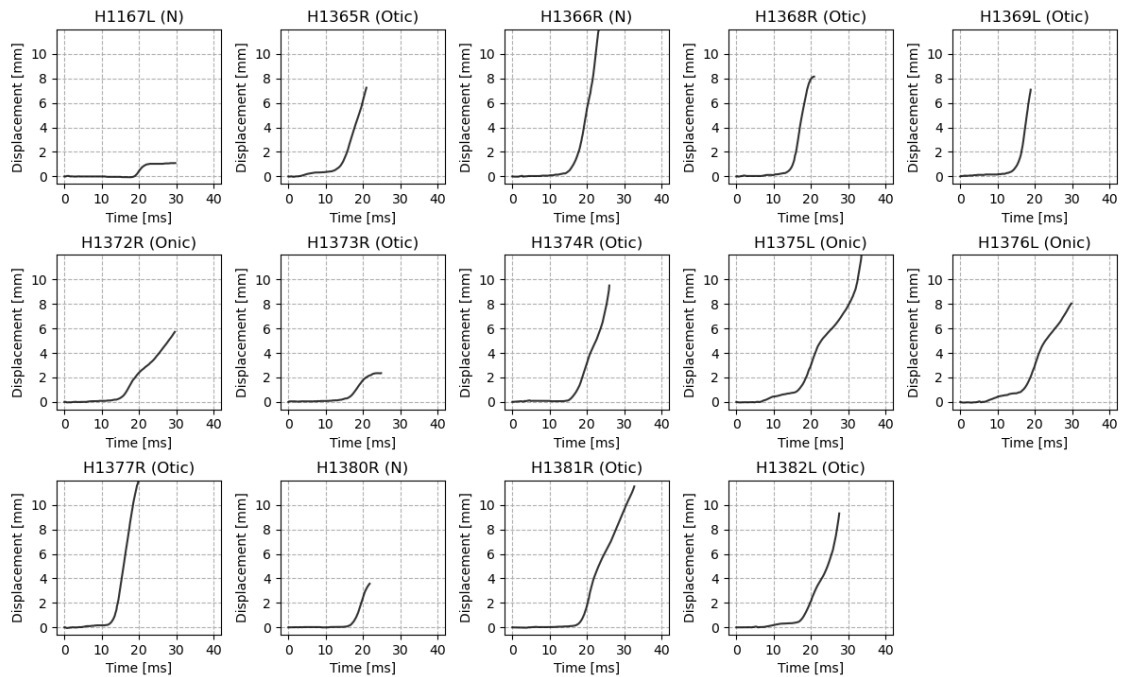 H1167L (N) H1365R (Otic) H1366R (N) H1368R (Otic) H1369L (Otic)
Displacement [mm] Displacement [mm] Displacement [mm] Displacement [mm] Displacement [mm]
10 10 10 10 10
8 8 8 8 8
6 6 6 6 6
4 4 4 4 4
2 2 2 2 2
0 0 0 0 0
0 10 20 30 40 0 10 20 30 40 0 10 20 30 40 0 10 20 30 40 0 10 20 30 40
Time [ms] Time [ms] Time [ms] Time [ms] Time [ms]
H1372R (Onic) H1373R (Otic) H1374R (Otic) H1375L (Onic) H1376L (Onic)
Displacement [mm] Displacement [mm] Displacement [mm] Displacement [mm] Displacement [mm]
10 10 10 10 10
8 8 8 8 8
6 6 6 6 6
4 4 4 4 4
2 2 2 2 2
0 0 0 0 0
0 10 20 30 40 0 10 20 30 40 0 10 20 30 40 0 10 20 30 40 0 10 20 30 40
Time [ms] Time [ms] Time [ms] Time [ms] Time [ms]
H1377R (Otic) H1380R (N) H1381R (Otic) H1382L (Otic)
Displacement [mm] Displacement [mm] Displacement [mm] Displacement [mm]
10 10 10 10
8 8 8 8
6 6 6 6
4 4 4 4
2 2 2 2
0 0 0 0
0 10 20 30 40 0 10 20 30 40 0 10 20 30 40 0 10 20 30 40
Time [ms] Time [ms] Time [ms] Time [ms]